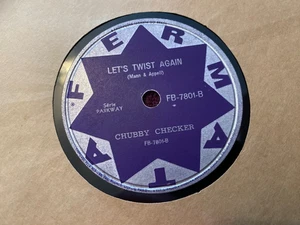 FERMATA
LET'S TWIST AGAIN
(Mann & Appell)
Série
PARKWAY
FB-7801-B
CHUBBY CHECKER
FB-7801-B